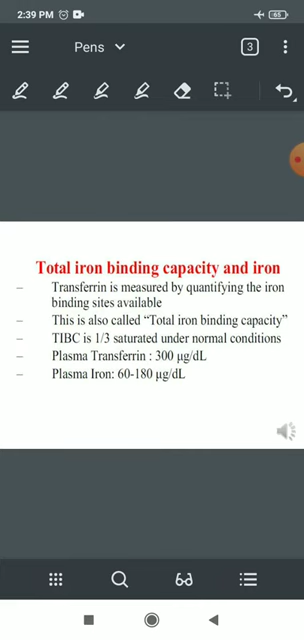 2:39 PM
65
Pens
3
Total iron binding capacity and iron
– Transferrin is measured by quantifying the iron
binding sites available
– This is also called “Total iron binding capacity”
– TIBC is 1/3 saturated under normal conditions
– Plasma Transferrin : 300 µg/dL
– Plasma Iron: 60-180 µg/dL